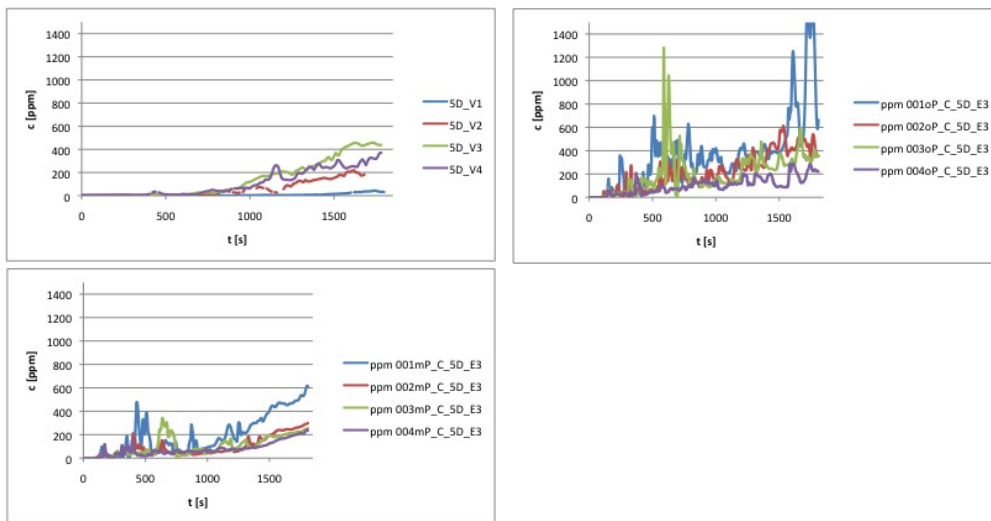 1400
1200
1000
800
600
400
200
0
c [ppm]
0 500 1000 1500
t [s]
5D_V1
5D_V2
5D_V3
5D_V4
1400
1200
1000
800
600
400
200
0
c [ppm]
0 500 1000 1500
t [s]
ppm 001oP_C_5D_E3
ppm 002oP_C_5D_E3
ppm 003oP_C_5D_E3
ppm 004oP_C_5D_E3
1400
1200
1000
800
600
400
200
0
c [ppm]
0 500 1000 1500
t [s]
ppm 001mP_C_5D_E3
ppm 002mP_C_5D_E3
ppm 003mP_C_5D_E3
ppm 004mP_C_5D_E3